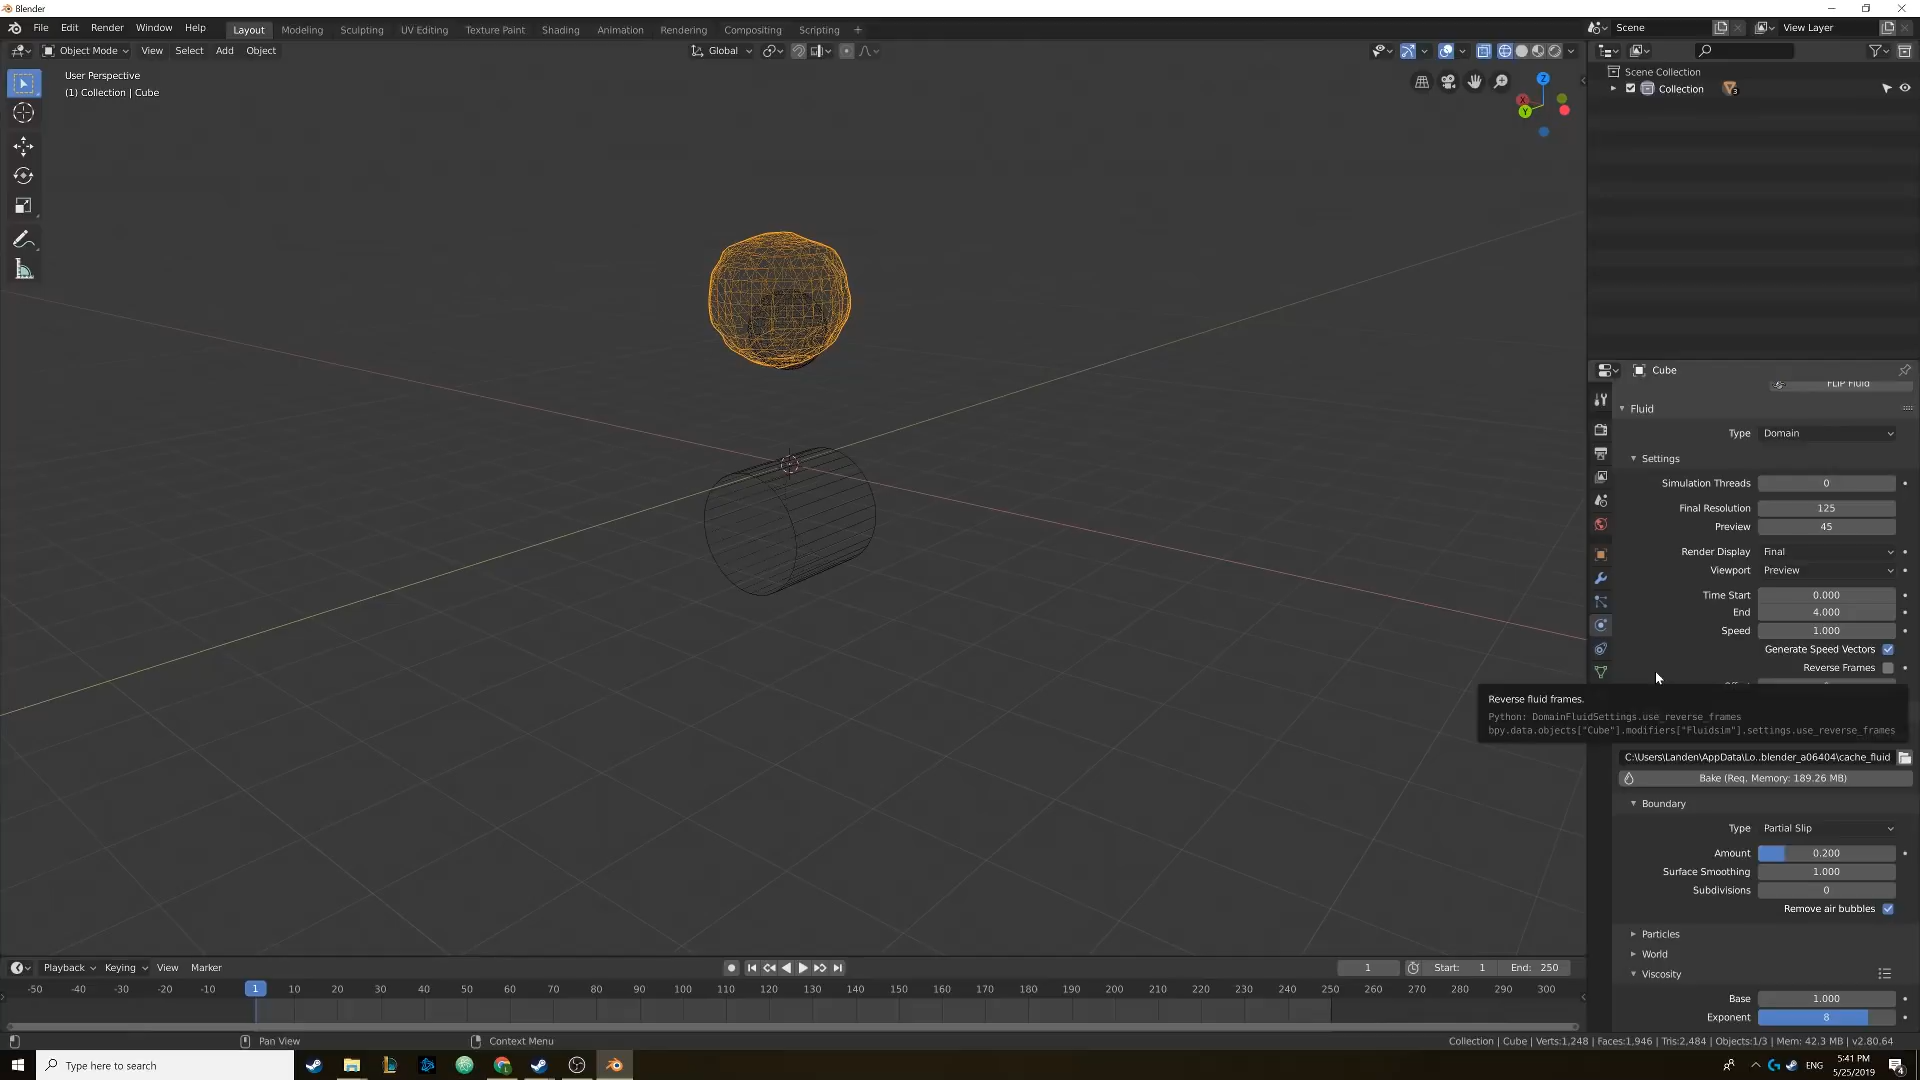 Blender
File Edit Render Window Help
Layout Modeling Sculpting UV Editing Texture Paint Shading Animation Rendering Compositing Scripting +
Scene
View Layer
Object Mode View Select Add Object
Global
User Perspective
(1) Collection | Cube
Z
X
Y
Scene Collection
Collection
3
Cube
FLIP Fluid
Fluid
Type Domain
Settings
Simulation Threads 0
Final Resolution 125
Preview 45
Render Display Final
Viewport Preview
Time Start 0.000
End 4.000
Speed 1.000
Generate Speed Vectors
Reverse Frames
Reverse fluid frames.
Python: DomainFluidSettings.use_reverse_frames
bpy.data.objects["Cube"].modifiers["Fluidsim"].settings.use_reverse_frames
C:\Users\Landen\AppData\Lo..blender_a06404\cache_fluid
Bake (Req. Memory: 189.26 MB)
Boundary
Type Partial Slip
Amount 0.200
Surface Smoothing 1.000
Subdivisions 0
Remove air bubbles
Particles
World
Viscosity
Base 1.000
Exponent 8
Playback Keying View Marker
1
Start: 1
End: 250
-50 -40 -30 -20 -10 1 10 20 30 40 50 60 70 80 90 100 110 120 130 140 150 160 170 180 190 200 210 220 230 240 250 260 270 280 290 300
Pan View
Context Menu
Collection | Cube | Verts:1,248 | Faces:1,946 | Tris:2,484 | Objects:1/3 | Mem: 42.3 MB | v2.80.64
Type here to search
ENG
5:41 PM
5/25/2019
4